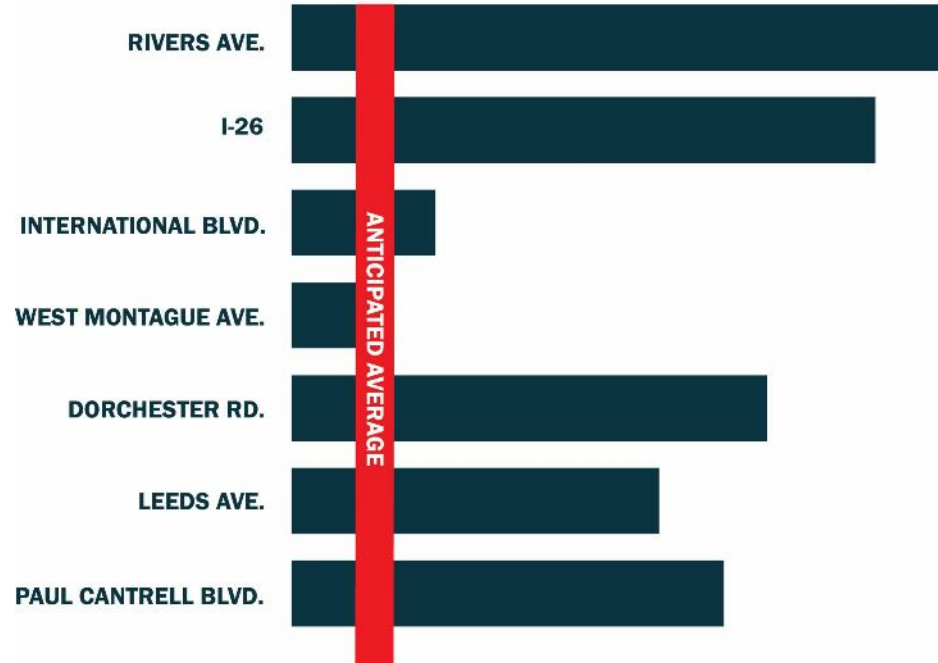 RIVERS AVE.
I-26
INTERNATIONAL BLVD.
WEST MONTAGUE AVE.
DORCHESTER RD.
LEEDS AVE.
PAUL CANTRELL BLVD.
ANTICIPATED AVERAGE